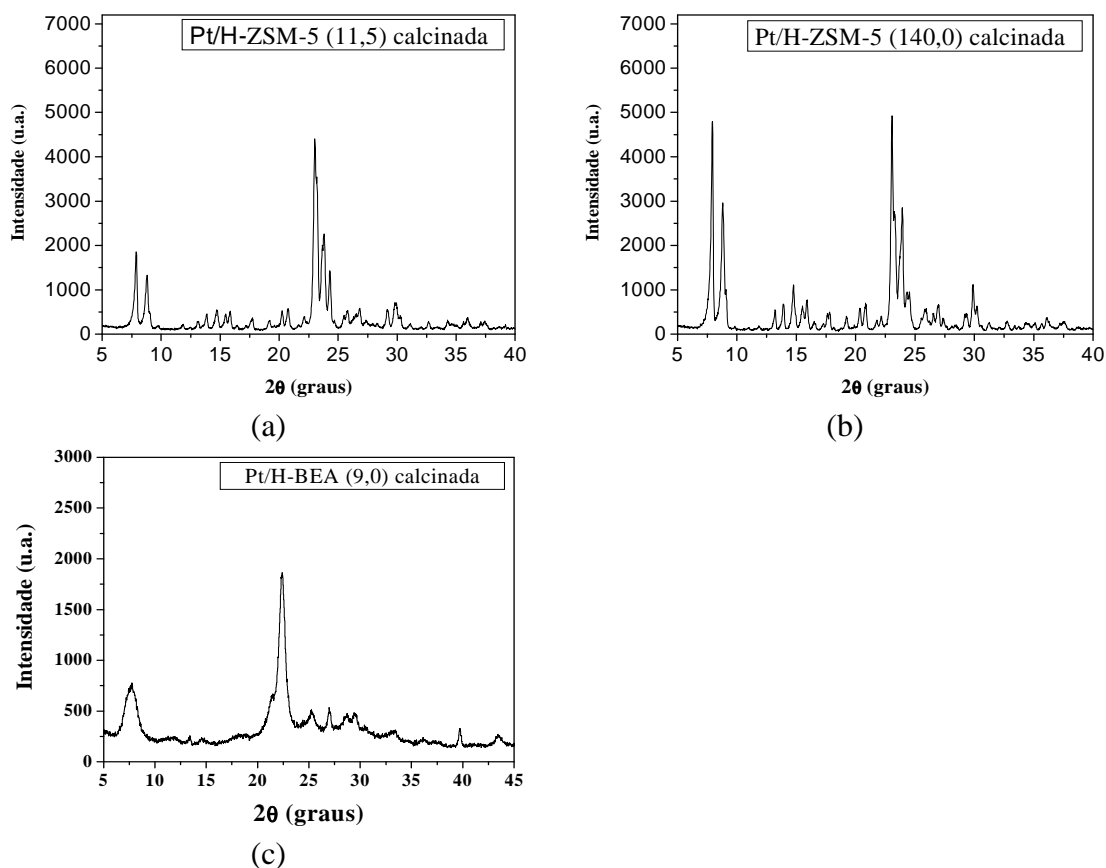 Pt/H-ZSM-5 (11,5) calcinada
Intensidade (u.a.)
7000
6000
5000
4000
3000
2000
1000
0
5 10 15 20 25 30 35 40
2θ (graus)
(a)
Pt/H-ZSM-5 (140,0) calcinada
Intensidade (u.a.)
7000
6000
5000
4000
3000
2000
1000
0
5 10 15 20 25 30 35 40
2θ (graus)
(b)
Pt/H-BEA (9,0) calcinada
Intensidade (u.a.)
3000
2500
2000
1500
1000
500
0
5 10 15 20 25 30 35 40 45
2θ (graus)
(c)